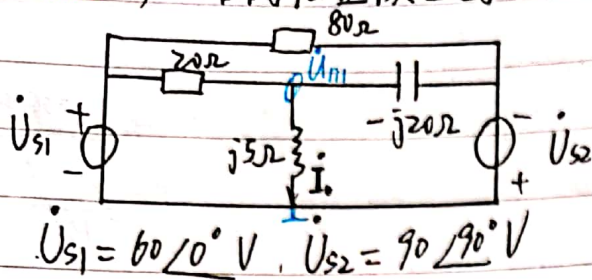 80Ω
20Ω
U̇n1
-j20Ω
+
-
U̇s1
j5Ω
İ.
-
+
U̇s2
U̇s1 = 60∠0° V, U̇s2 = 90∠90° V